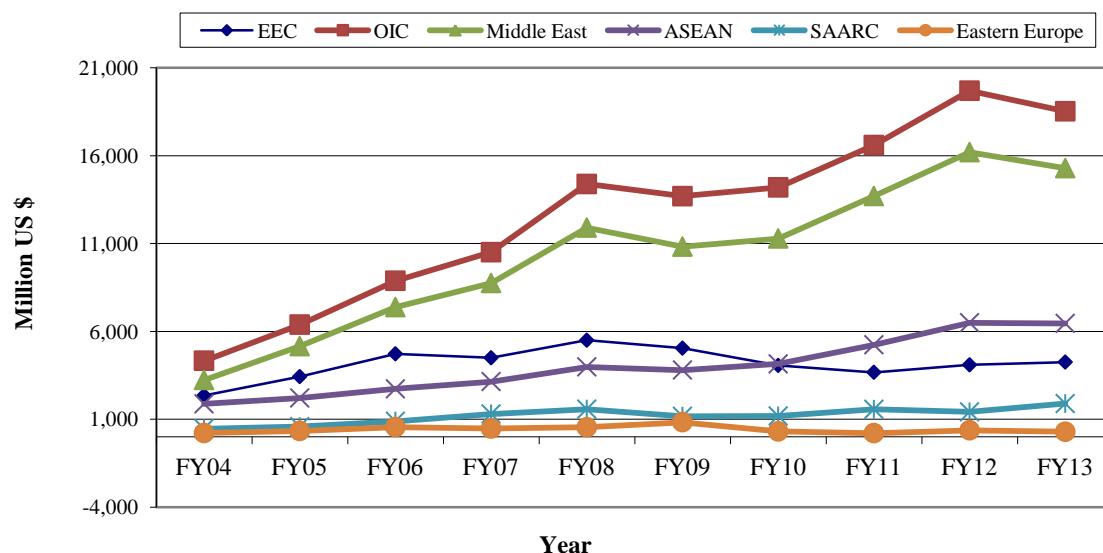 EEC OIC Middle East ASEAN SAARC Eastern Europe
21,000
16,000
11,000
6,000
1,000
-4,000
Million US $
FY04 FY05 FY06 FY07 FY08 FY09 FY10 FY11 FY12 FY13
Year